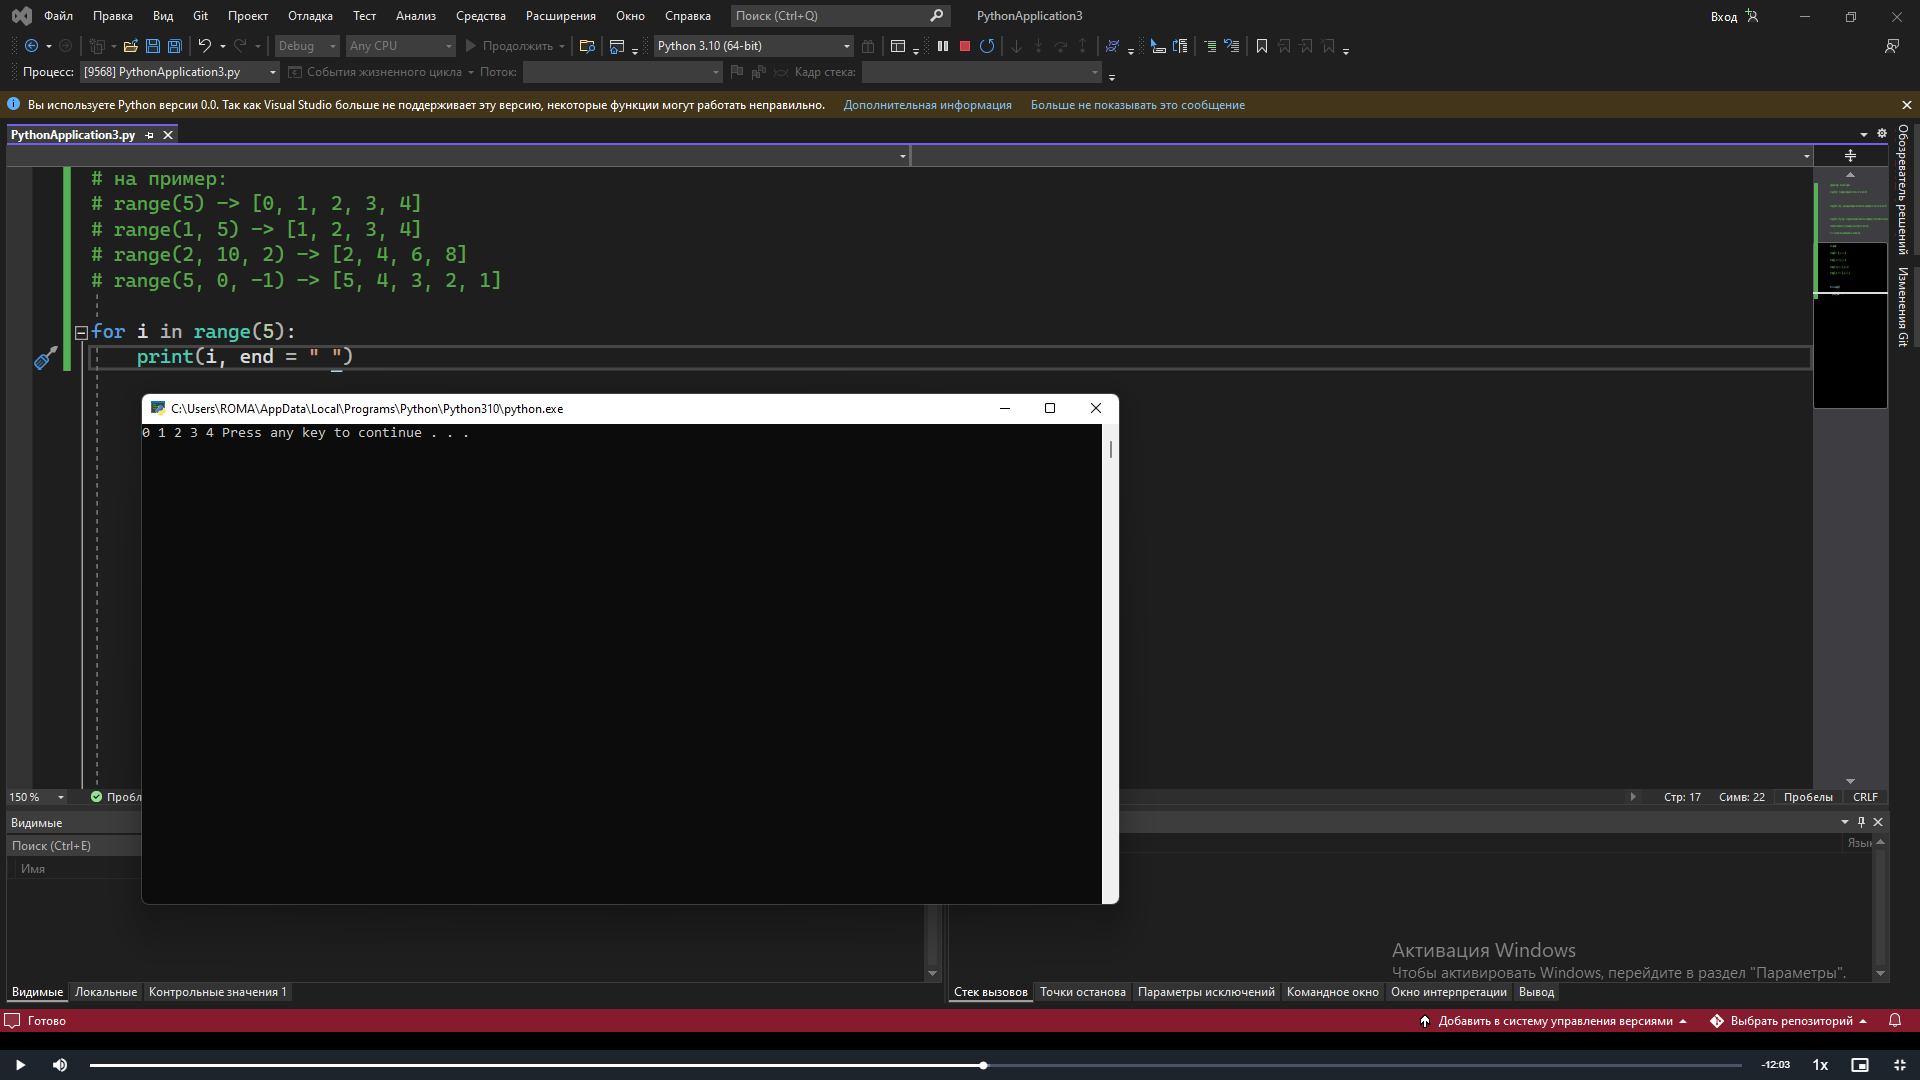 Файл Правка Вид Git Проект Отладка Тест Анализ Средства Расширения Окно Справка Поиск (Ctrl+Q) PythonApplication3 Вход
Debug Any CPU Продолжить Python 3.10 (64-bit)
Процесс: [9568] PythonApplication3.py События жизненного цикла Поток: Кадр стека:
Вы используете Python версии 0.0. Так как Visual Studio больше не поддерживает эту версию, некоторые функции могут работать неправильно. Дополнительная информация Больше не показывать это сообщение
PythonApplication3.py
Обозреватель решений
Изменения Git
# на пример:
# range(5) -> [0, 1, 2, 3, 4]
# range(1, 5) -> [1, 2, 3, 4]
# range(2, 10, 2) -> [2, 4, 6, 8]
# range(5, 0, -1) -> [5, 4, 3, 2, 1]
for i in range(5):
print(i, end = " ")
C:\Users\ROMA\AppData\Local\Programs\Python\Python310\python.exe
0 1 2 3 4 Press any key to continue . . .
150 % Пробл Стр: 17 Симв: 22 Пробелы CRLF
Видимые
Поиск (Ctrl+E)
Язык
Имя
Активация Windows
Чтобы активировать Windows, перейдите в раздел "Параметры".
Видимые Локальные Контрольные значения 1 Стек вызовов Точки останова Параметры исключений Командное окно Окно интерпретации Вывод
Готово Добавить в систему управления версиями Выбрать репозиторий
-12:03 1x